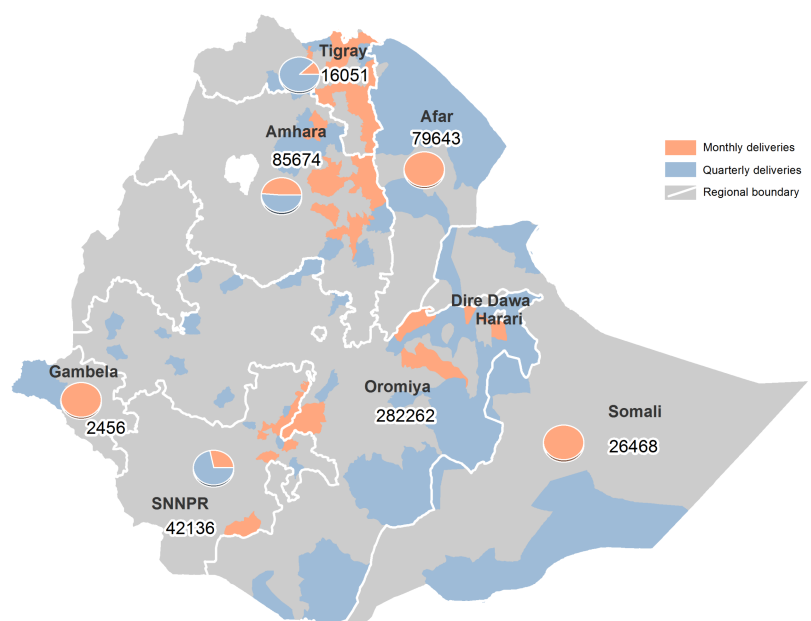 Tigray
16051
Afar
79643
Amhara
85674
Monthly deliveries
Quarterly deliveries
Regional boundary
Dire Dawa
Harari
Gambela
2456
Oromiya
282262
Somali
26468
SNNPR
42136